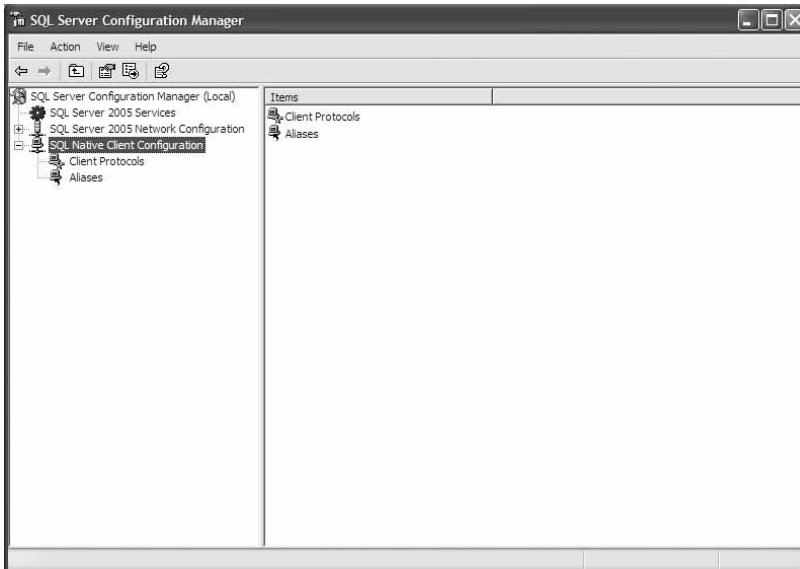 SQL Server Configuration Manager
File Action View Help
SQL Server Configuration Manager (Local)
SQL Server 2005 Services
SQL Server 2005 Network Configuration
SQL Native Client Configuration
Client Protocols
Aliases
Items
Client Protocols
Aliases